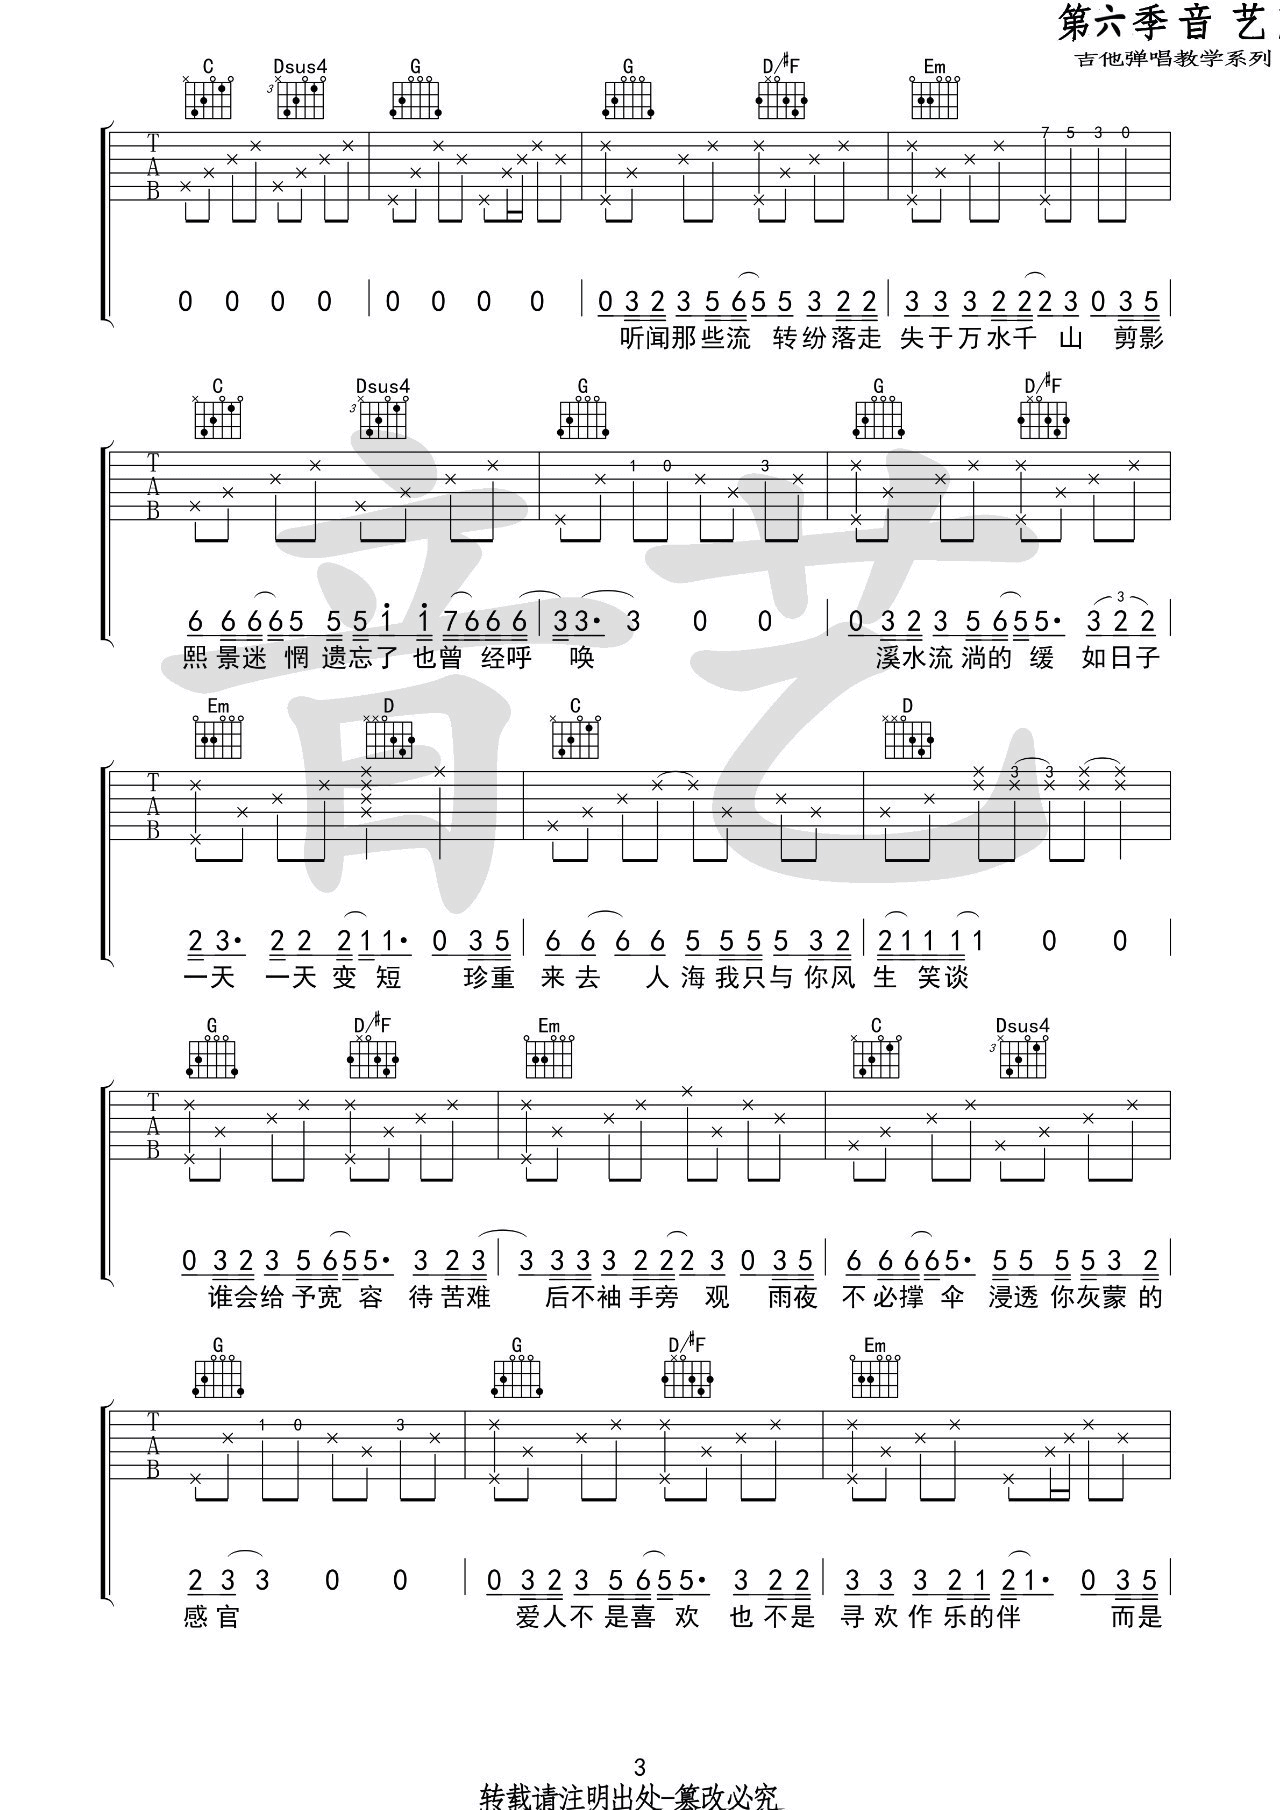 第六季音 艺
吉他弹唱教学系列
C Dsus4 G G D/#F Em
3
T A B 7 5 3 0
0 0 0 0 0 0 0 0 0 3 2 3 5 6 5 5 3 2 2 3 3 3 2 2 2 3 0 3 5
听闻那些流 转纷落走 失于万水千 山 剪影
C Dsus4 G G D/#F
3
T A B 1 0 3
6 6 6 6 5 5 5 1 1 7 6 6 6 3 3· 3 0 0 0 3 2 3 5 6 5 5· 3 2 2
3
熙景迷 惘遗忘了 也曾 经呼 唤 溪水流淌的 缓 如日子
Em D C D
T A B 3 3
2 3· 2 2 2 1 1· 0 3 5 6 6 6 6 5 5 5 5 3 2 2 1 1 1 1 0 0
一天 一天变 短 珍重 来去 人海我只与你风 生 笑谈
G D/#F Em C Dsus4
3
T A B
0 3 2 3 5 6 5 5· 3 2 3 3 3 3 3 2 2 2 3 0 3 5 6 6 6 6 5· 5 5 5 5 3 2
谁会给予宽 容 待苦难 后不袖手旁 观 雨夜 不必撑 伞 浸透你灰蒙的
G G D/#F Em
T A B 1 0 3
2 3 3 0 0 0 3 2 3 5 6 5 5· 3 2 2 3 3 3 2 1 2 1· 0 3 5
感官 爱人不是喜 欢 也不是 寻欢作乐的伴 而是
音艺
3
转载请注明出处-篡改必究